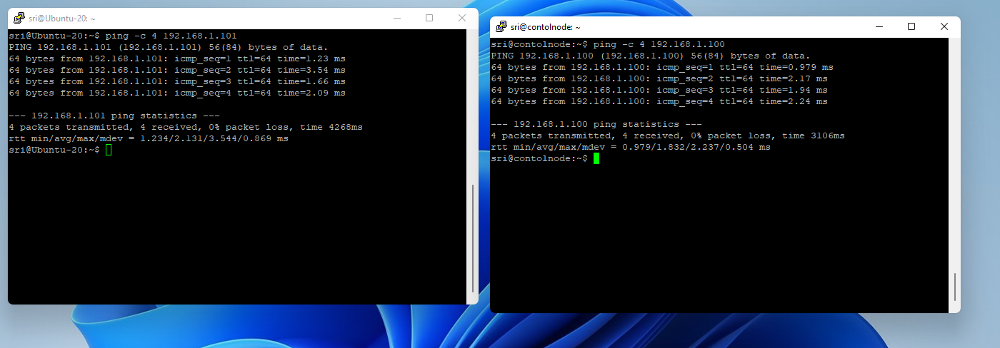 sri@Ubuntu-20: ~
sri@Ubuntu-20:~$ ping -c 4 192.168.1.101
PING 192.168.1.101 (192.168.1.101) 56(84) bytes of data.
64 bytes from 192.168.1.101: icmp_seq=1 ttl=64 time=1.23 ms
64 bytes from 192.168.1.101: icmp_seq=2 ttl=64 time=3.54 ms
64 bytes from 192.168.1.101: icmp_seq=3 ttl=64 time=1.66 ms
64 bytes from 192.168.1.101: icmp_seq=4 ttl=64 time=2.09 ms
--- 192.168.1.101 ping statistics ---
4 packets transmitted, 4 received, 0% packet loss, time 4268ms
rtt min/avg/max/mdev = 1.234/2.131/3.544/0.869 ms
sri@Ubuntu-20:~$
sri@contolnode: ~
sri@contolnode:~$ ping -c 4 192.168.1.100
PING 192.168.1.100 (192.168.1.100) 56(84) bytes of data.
64 bytes from 192.168.1.100: icmp_seq=1 ttl=64 time=0.979 ms
64 bytes from 192.168.1.100: icmp_seq=2 ttl=64 time=2.17 ms
64 bytes from 192.168.1.100: icmp_seq=3 ttl=64 time=1.94 ms
64 bytes from 192.168.1.100: icmp_seq=4 ttl=64 time=2.24 ms
--- 192.168.1.100 ping statistics ---
4 packets transmitted, 4 received, 0% packet loss, time 3106ms
rtt min/avg/max/mdev = 0.979/1.832/2.237/0.504 ms
sri@contolnode:~$